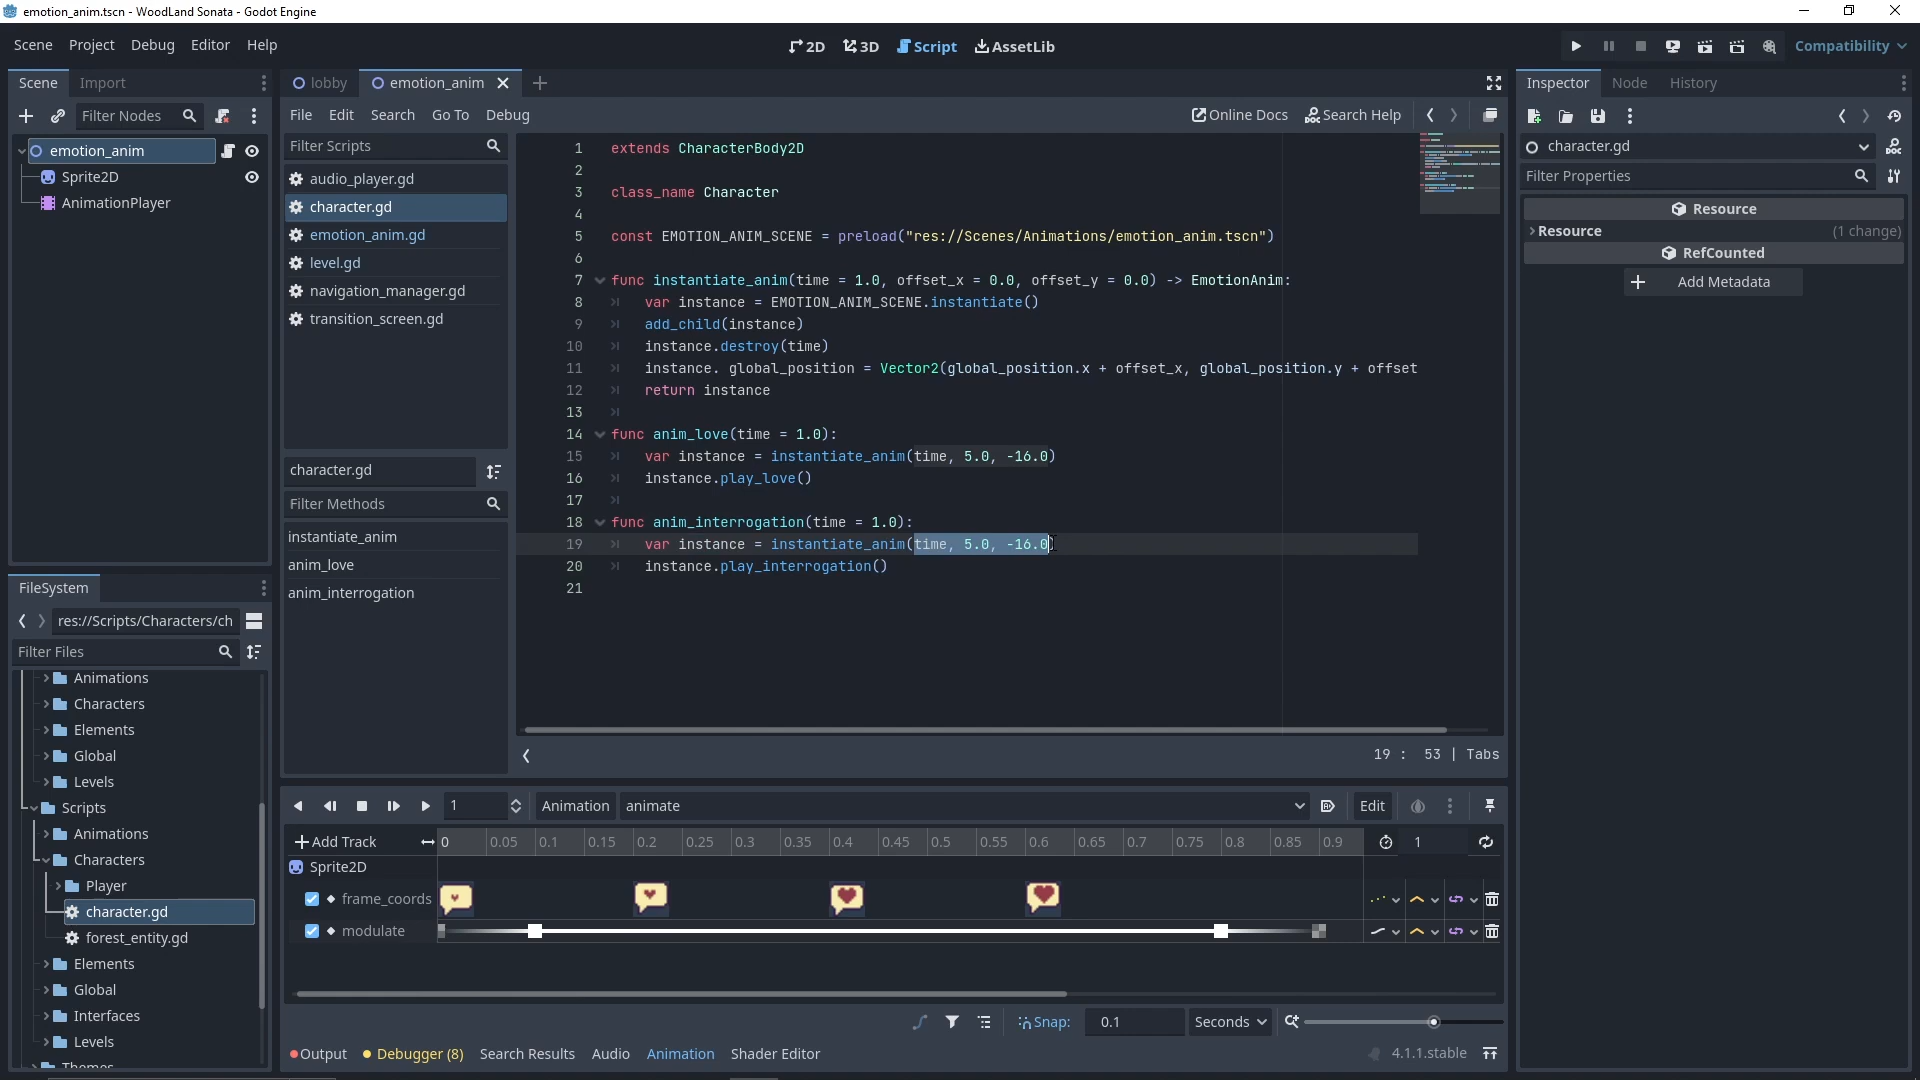 emotion_anim.tscn - WoodLand Sonata - Godot Engine
Scene Project Debug Editor Help
2D 3D Script AssetLib
Compatibility
Scene Import
lobby emotion_anim
Inspector Node History
Filter Nodes
File Edit Search Go To Debug
Online Docs Search Help
emotion_anim
Sprite2D
AnimationPlayer
Filter Scripts
audio_player.gd
character.gd
emotion_anim.gd
level.gd
navigation_manager.gd
transition_screen.gd
character.gd
Filter Methods
instantiate_anim
anim_love
anim_interrogation
1 extends CharacterBody2D
2
3 class_name Character
4
5 const EMOTION_ANIM_SCENE = preload("res://Scenes/Animations/emotion_anim.tscn")
6
7 func instantiate_anim(time = 1.0, offset_x = 0.0, offset_y = 0.0) -> EmotionAnim:
8 var instance = EMOTION_ANIM_SCENE.instantiate()
9 add_child(instance)
10 instance.destroy(time)
11 instance. global_position = Vector2(global_position.x + offset_x, global_position.y + offset
12 return instance
13
14 func anim_love(time = 1.0):
15 var instance = instantiate_anim(time, 5.0, -16.0)
16 instance.play_love()
17
18 func anim_interrogation(time = 1.0):
19 var instance = instantiate_anim(time, 5.0, -16.0)
20 instance.play_interrogation()
21
19 : 53 | Tabs
character.gd
Filter Properties
Resource
Resource (1 change)
RefCounted
Add Metadata
FileSystem
res://Scripts/Characters/ch
Filter Files
Animations
Characters
Elements
Global
Levels
Scripts
Animations
Characters
Player
character.gd
forest_entity.gd
Elements
Global
Interfaces
Levels
Themes
1 Animation animate Edit
Add Track 0 0.05 0.1 0.15 0.2 0.25 0.3 0.35 0.4 0.45 0.5 0.55 0.6 0.65 0.7 0.75 0.8 0.85 0.9 1
Sprite2D
frame_coords
modulate
Snap: 0.1 Seconds
Output Debugger (8) Search Results Audio Animation Shader Editor
4.1.1.stable